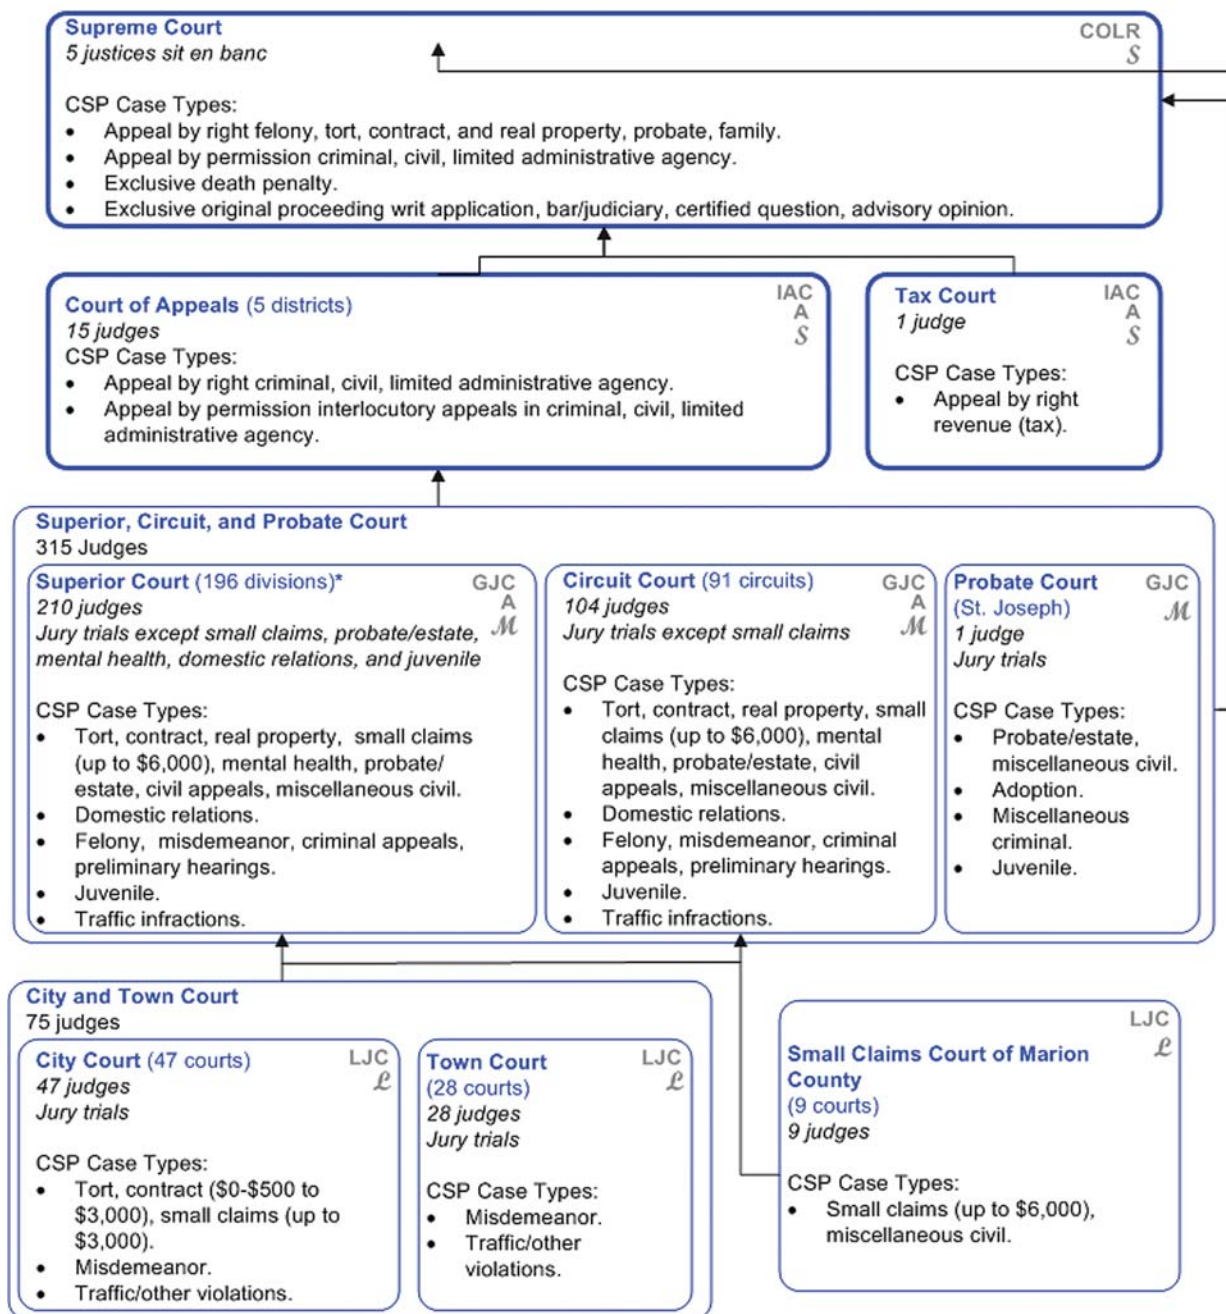 Supreme Court
COLR
5 justices sit en banc
S
CSP Case Types:
• Appeal by right felony, tort, contract, and real property, probate, family.
• Appeal by permission criminal, civil, limited administrative agency.
• Exclusive death penalty.
• Exclusive original proceeding writ application, bar/judiciary, certified question, advisory opinion.
Court of Appeals (5 districts)
IAC
A
S
15 judges
CSP Case Types:
• Appeal by right criminal, civil, limited administrative agency.
• Appeal by permission interlocutory appeals in criminal, civil, limited
administrative agency.
Tax Court
IAC
A
S
1 judge
CSP Case Types:
• Appeal by right
revenue (tax).
Superior, Circuit, and Probate Court
315 Judges
Superior Court (196 divisions)*
GJC
A
M
210 judges
Jury trials except small claims, probate/estate,
mental health, domestic relations, and juvenile
CSP Case Types:
• Tort, contract, real property, small claims
(up to $6,000), mental health, probate/
estate, civil appeals, miscellaneous civil.
• Domestic relations.
• Felony, misdemeanor, criminal appeals,
preliminary hearings.
• Juvenile.
• Traffic infractions.
Circuit Court (91 circuits)
GJC
A
M
104 judges
Jury trials except small claims
CSP Case Types:
• Tort, contract, real property, small
claims (up to $6,000), mental
health, probate/estate, civil
appeals, miscellaneous civil.
• Domestic relations.
• Felony, misdemeanor, criminal
appeals, preliminary hearings.
• Juvenile.
• Traffic infractions.
Probate Court
GJC
M
(St. Joseph)
1 judge
Jury trials
CSP Case Types:
• Probate/estate,
miscellaneous civil.
• Adoption.
• Miscellaneous
criminal.
• Juvenile.
City and Town Court
75 judges
City Court (47 courts)
LJC
L
47 judges
Jury trials
CSP Case Types:
• Tort, contract ($0-$500 to
$3,000), small claims (up to
$3,000).
• Misdemeanor.
• Traffic/other violations.
Town Court
LJC
L
(28 courts)
28 judges
Jury trials
CSP Case Types:
• Misdemeanor.
• Traffic/other
violations.
LJC
L
Small Claims Court of Marion
County
(9 courts)
9 judges
CSP Case Types:
• Small claims (up to $6,000),
miscellaneous civil.